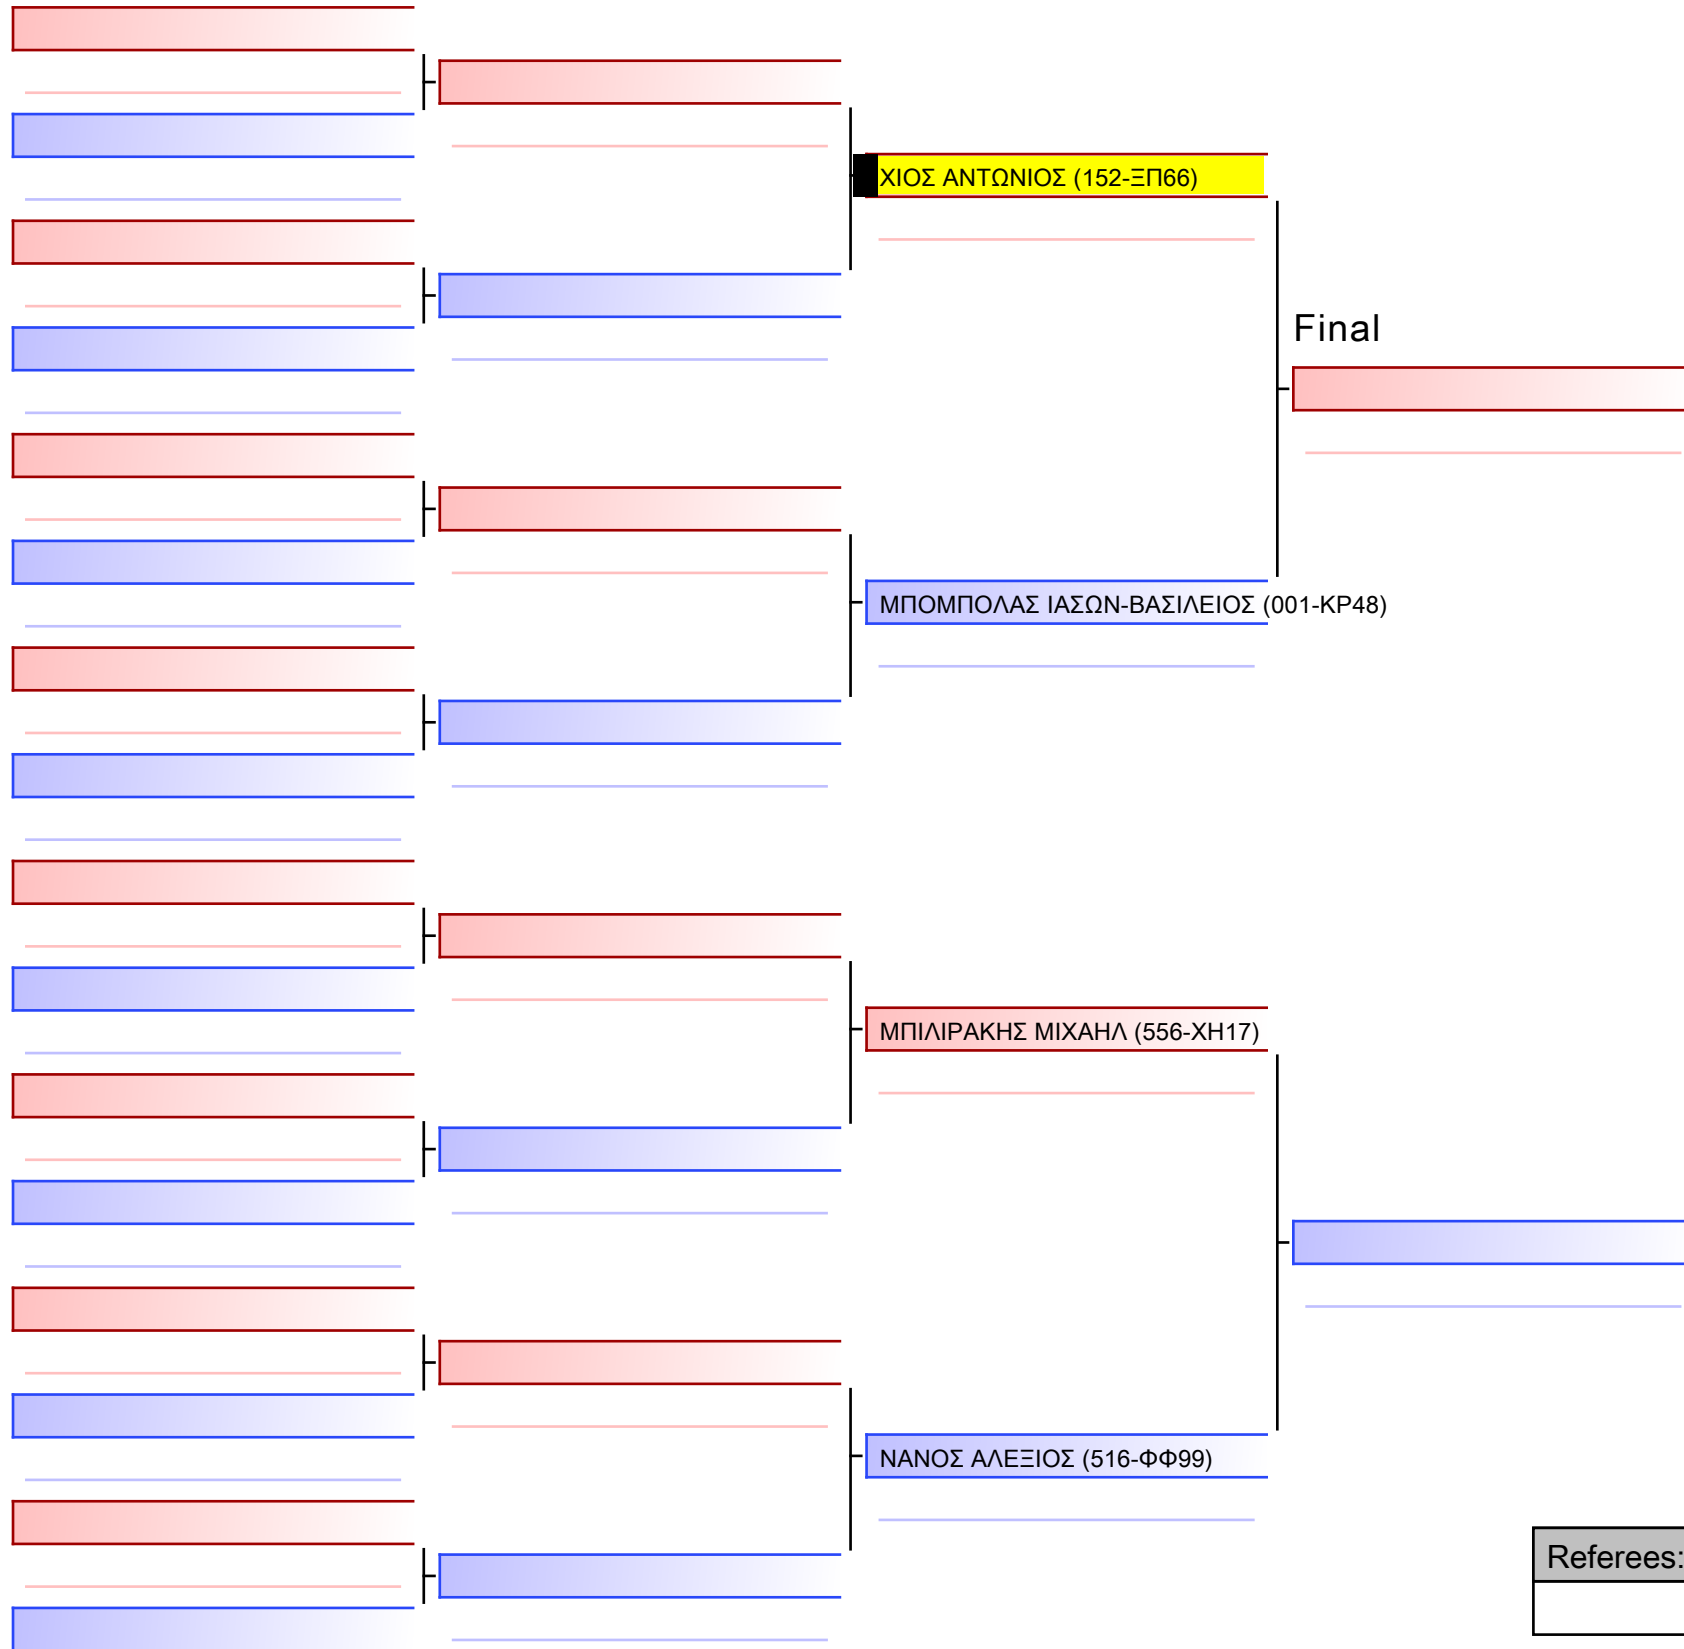 ΧΙΟΣ ΑΝΤΩΝΙΟΣ (152-ΞΠ66)
Final
ΜΠΟΜΠΟΛΑΣ ΙΑΣΩΝ-ΒΑΣΙΛΕΙΟΣ (001-ΚΡ48)
ΜΠΙΛΙΡΑΚΗΣ ΜΙΧΑΗΛ (556-ΧΗ17)
ΝΑΝΟΣ ΑΛΕΞΙΟΣ (516-ΦΦ99)
Referees: